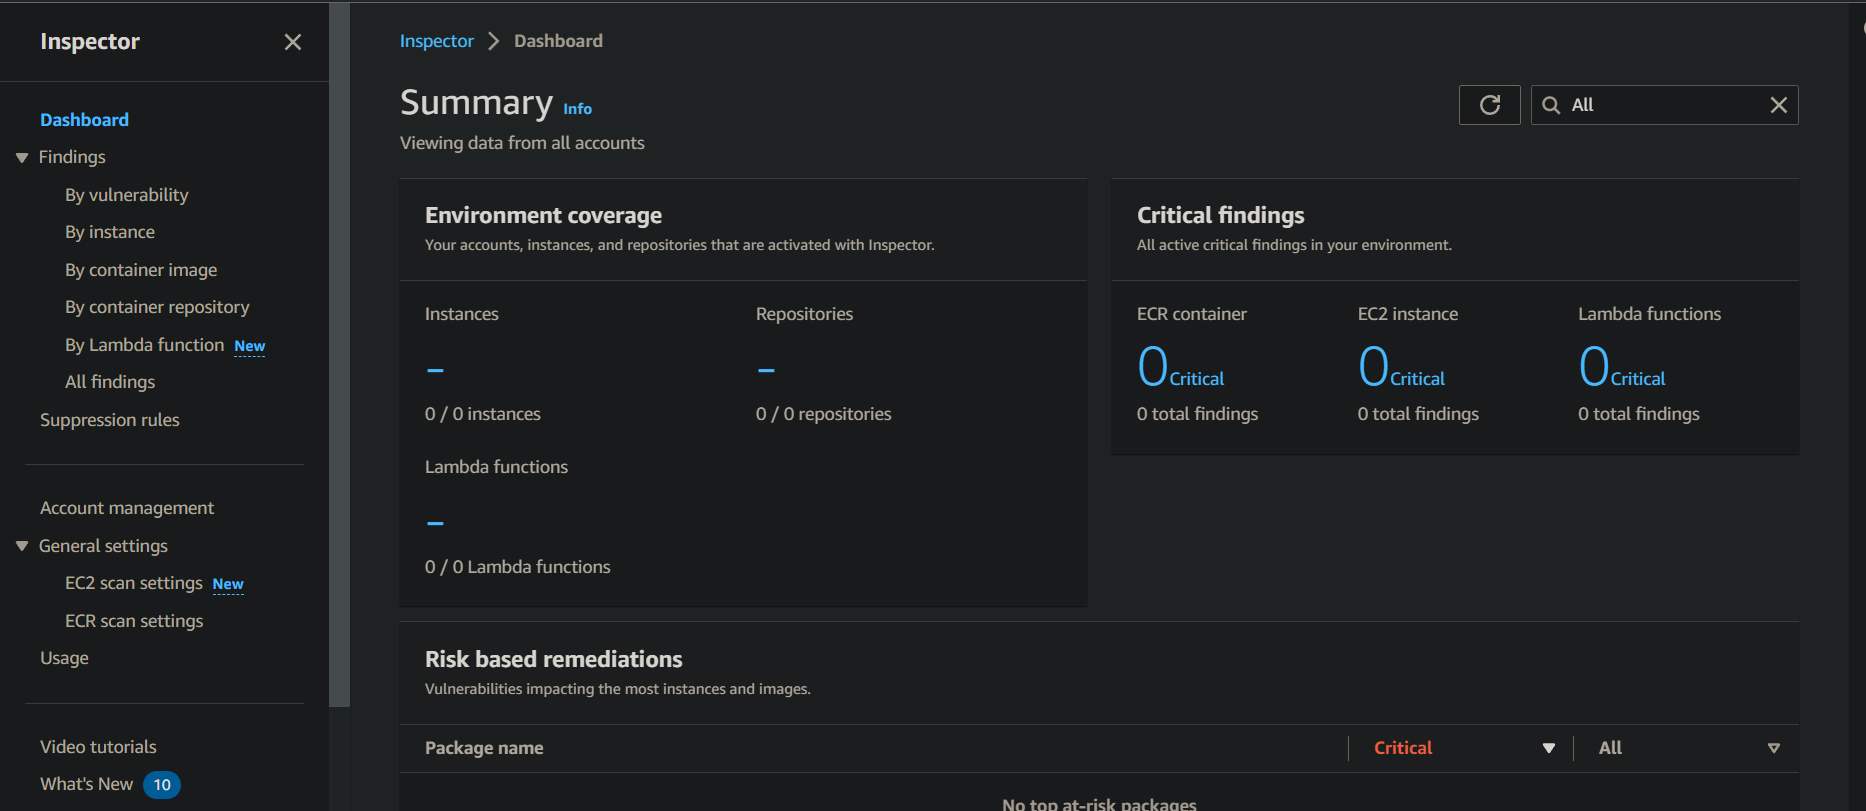 Inspector
Dashboard
Findings
By vulnerability
By instance
By container image
By container repository
By Lambda function New
All findings
Suppression rules
Account management
General settings
EC2 scan settings New
ECR scan settings
Usage
Video tutorials
What's New 10
Inspector Dashboard
Summary Info
Viewing data from all accounts
All
Environment coverage
Your accounts, instances, and repositories that are activated with Inspector.
Instances Repositories
– –
0 / 0 instances 0 / 0 repositories
Lambda functions
–
0 / 0 Lambda functions
Critical findings
All active critical findings in your environment.
ECR container EC2 instance Lambda functions
0 Critical 0 Critical 0 Critical
0 total findings 0 total findings 0 total findings
Risk based remediations
Vulnerabilities impacting the most instances and images.
Package name Critical All
No top at-risk packages